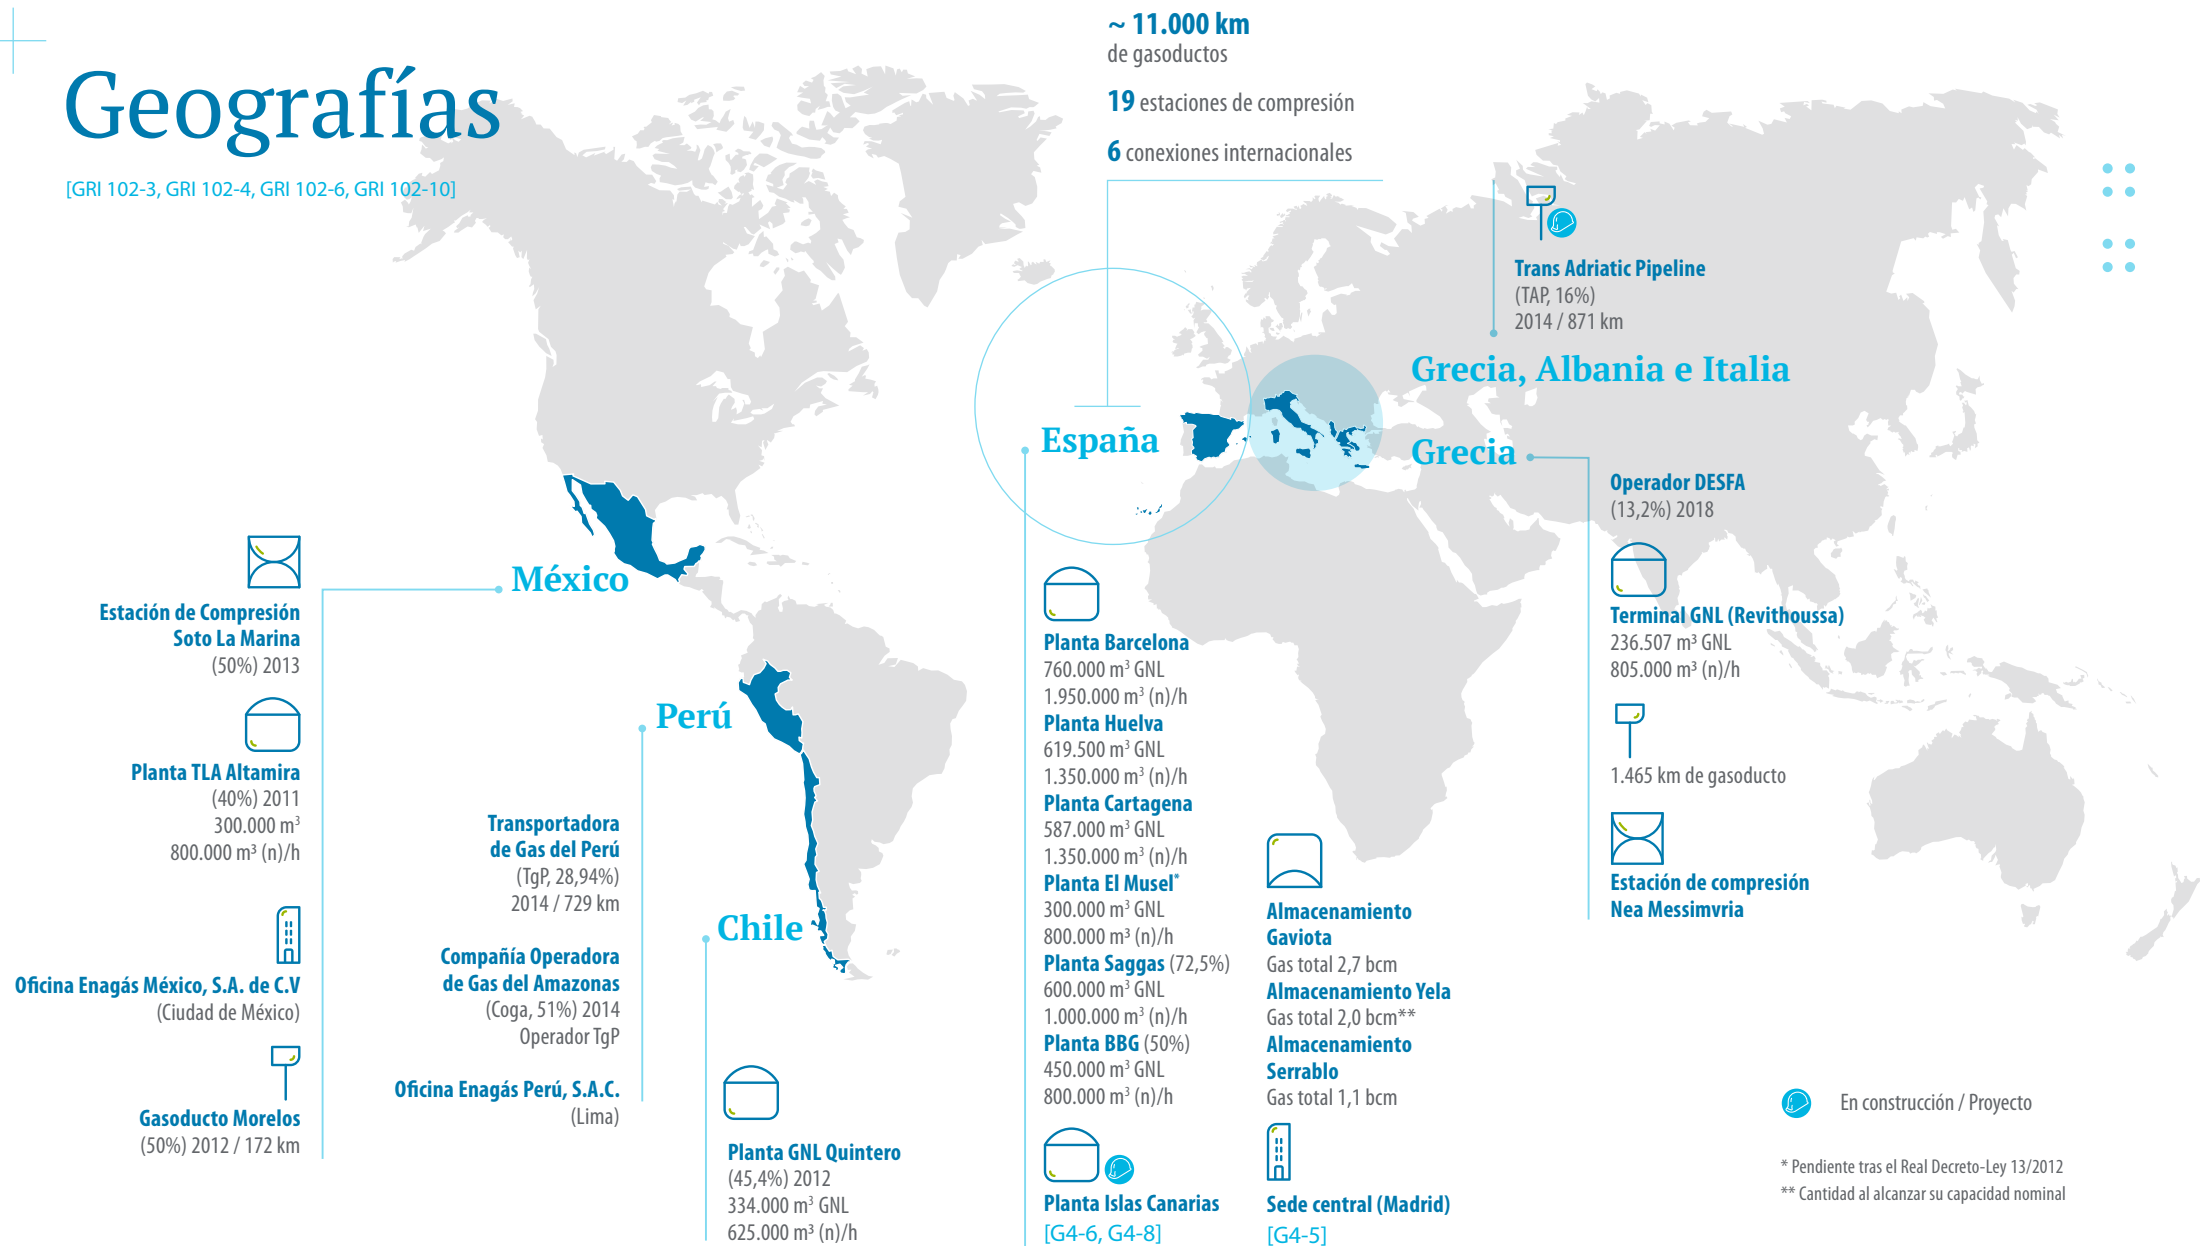 Geografías
[GRI 102-3, GRI 102-4, GRI 102-6, GRI 102-10]
~ 11.000 km
de gasoductos
19 estaciones de compresión
6 conexiones internacionales
Trans Adriatic Pipeline
(TAP, 16%)
2014 / 871 km
Grecia, Albania e Italia
España
Grecia
Operador DESFA
(13,2%) 2018
Terminal GNL (Revithoussa)
236.507 m³ GNL
805.000 m³ (n)/h
1.465 km de gasoducto
Estación de compresión
Nea Messimvria
México
Estación de Compresión
Soto La Marina
(50%) 2013
Planta TLA Altamira
(40%) 2011
300.000 m³
800.000 m³ (n)/h
Oficina Enagás México, S.A. de C.V
(Ciudad de México)
Gasoducto Morelos
(50%) 2012 / 172 km
Perú
Transportadora
de Gas del Perú
(TgP, 28,94%)
2014 / 729 km
Compañía Operadora
de Gas del Amazonas
(Coga, 51%) 2014
Operador TgP
Oficina Enagás Perú, S.A.C.
(Lima)
Chile
Planta GNL Quintero
(45,4%) 2012
334.000 m³ GNL
625.000 m³ (n)/h
Planta Barcelona
760.000 m³ GNL
1.950.000 m³ (n)/h
Planta Huelva
619.500 m³ GNL
1.350.000 m³ (n)/h
Planta Cartagena
587.000 m³ GNL
1.350.000 m³ (n)/h
Planta El Musel*
300.000 m³ GNL
800.000 m³ (n)/h
Planta Saggas (72,5%)
600.000 m³ GNL
1.000.000 m³ (n)/h
Planta BBG (50%)
450.000 m³ GNL
800.000 m³ (n)/h
Planta Islas Canarias
[G4-6, G4-8]
Almacenamiento
Gaviota
Gas total 2,7 bcm
Almacenamiento Yela
Gas total 2,0 bcm**
Almacenamiento
Serrablo
Gas total 1,1 bcm
Sede central (Madrid)
[G4-5]
En construcción / Proyecto
* Pendiente tras el Real Decreto-Ley 13/2012
** Cantidad al alcanzar su capacidad nominal